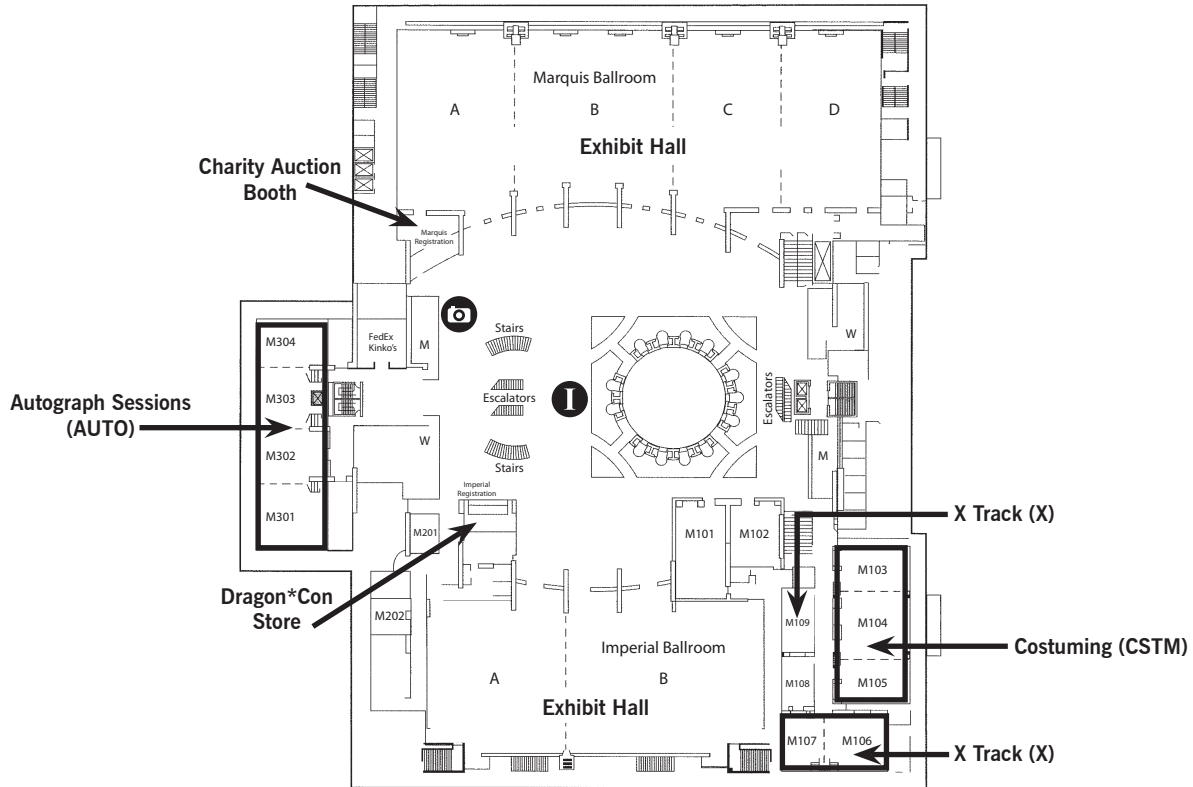 Marquis Ballroom
A
B
C
D
Exhibit Hall
Charity Auction
Booth
Marquis
Registration
FedEx
Kinko's
M
Stairs
W
M304
M303
M302
M301
Escalators
I
Escalators
Autograph Sessions
(AUTO)
W
Stairs
M
Imperial
Registration
M201
M101
M102
X Track (X)
M103
Dragon*Con
Store
M202
M109
M104
Costuming (CSTM)
Imperial Ballroom
A
B
M108
M105
Exhibit Hall
M107
M106
X Track (X)